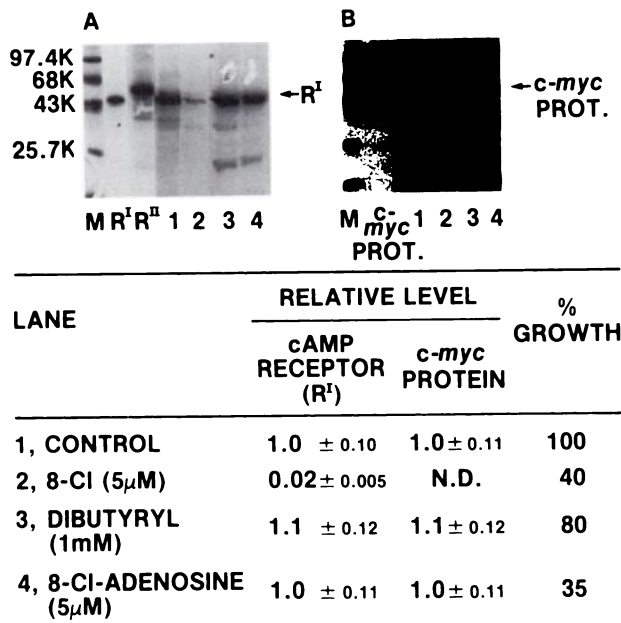 A
B
97.4K
68K
43K
25.7K
←Rᴵ
←c-myc
PROT.
M Rᴵ Rᴵᴵ 1 2 3 4
M c-myc PROT. 1 2 3 4
LANE
RELATIVE LEVEL
% GROWTH
cAMP RECEPTOR (Rᴵ)
c-myc PROTEIN
1, CONTROL 1.0 ± 0.10 1.0 ± 0.11 100
2, 8-Cl (5μM) 0.02 ± 0.005 N.D. 40
3, DIBUTYRYL (1mM) 1.1 ± 0.12 1.1 ± 0.12 80
4, 8-Cl-ADENOSINE (5μM) 1.0 ± 0.11 1.0 ± 0.11 35